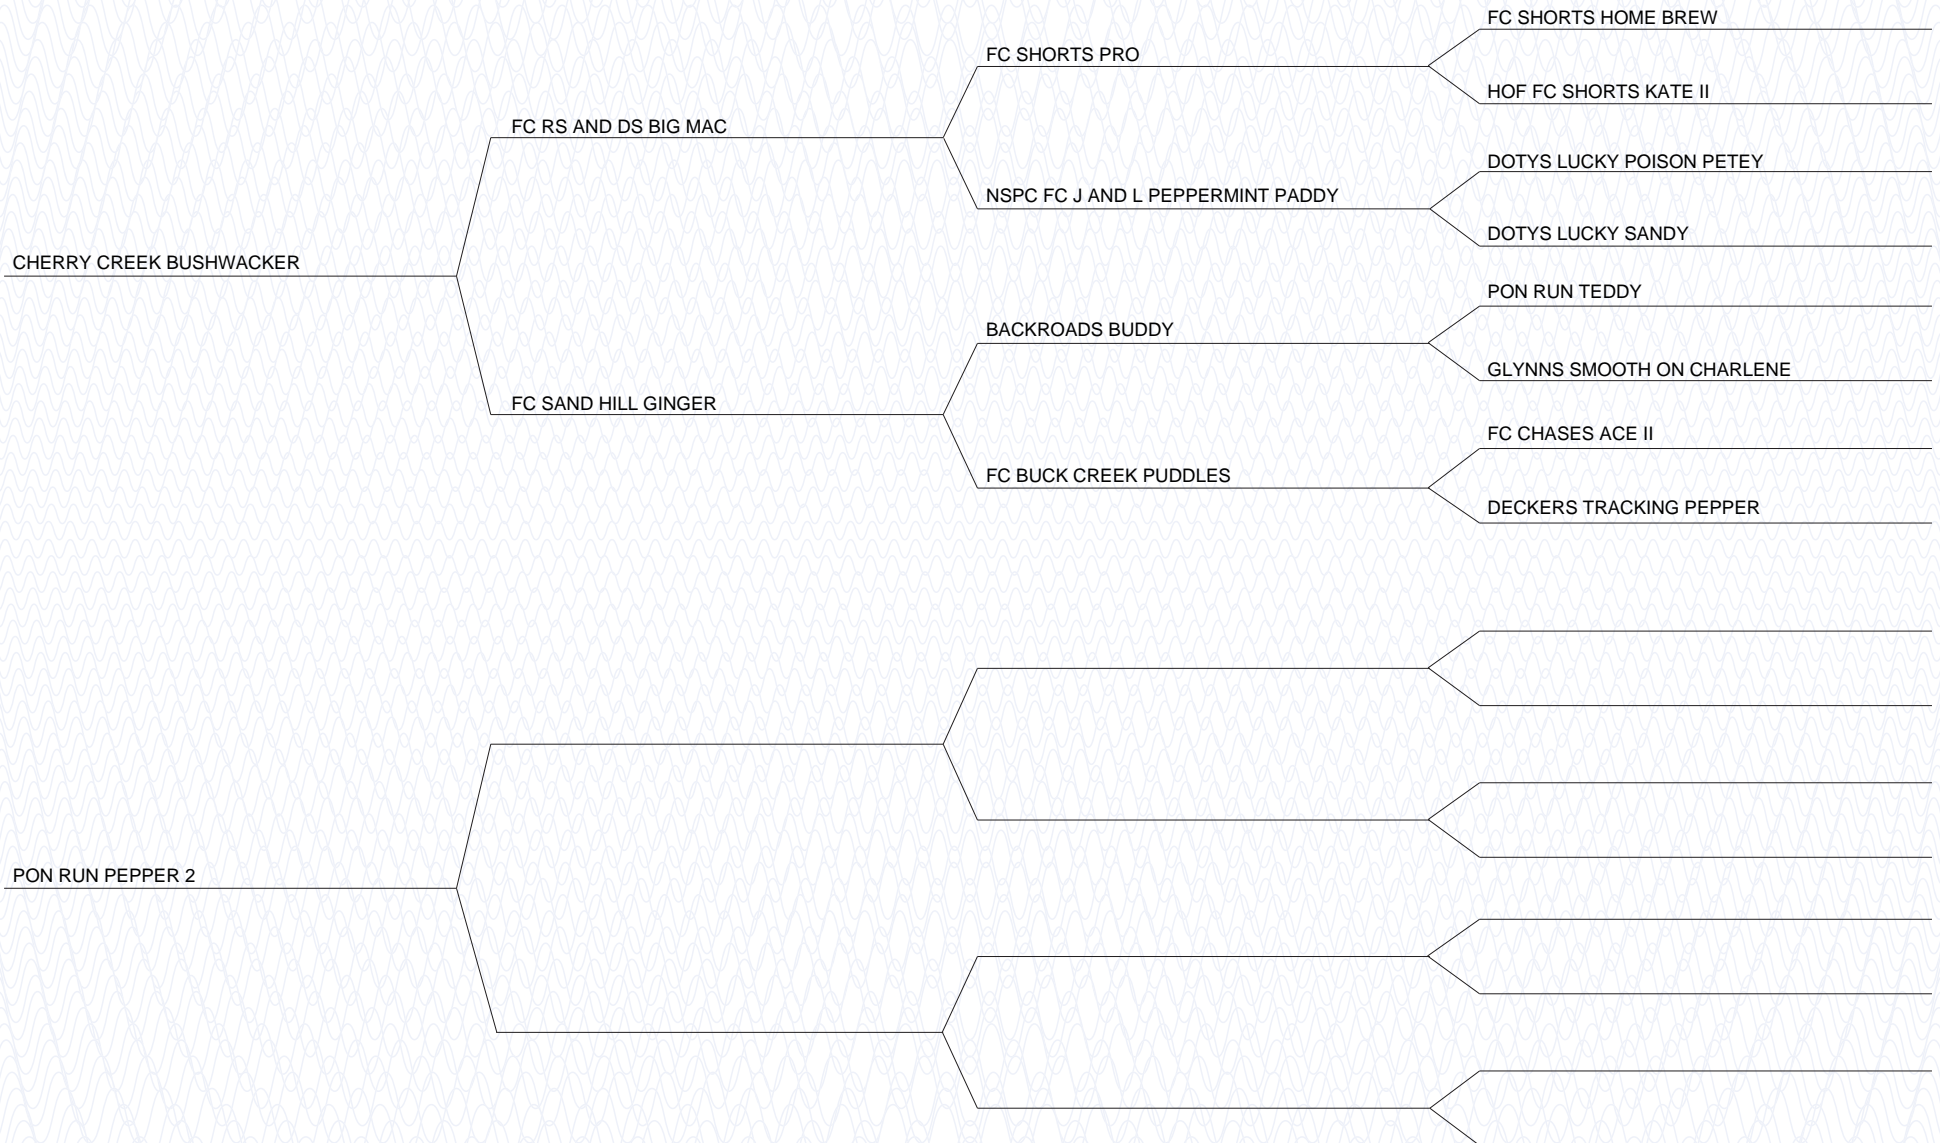 FC SHORTS HOME BREW
FC SHORTS PRO
HOF FC SHORTS KATE II
FC RS AND DS BIG MAC
DOTYS LUCKY POISON PETEY
NSPC FC J AND L PEPPERMINT PADDY
DOTYS LUCKY SANDY
CHERRY CREEK BUSHWACKER
PON RUN TEDDY
BACKROADS BUDDY
GLYNNS SMOOTH ON CHARLENE
FC SAND HILL GINGER
FC CHASES ACE II
FC BUCK CREEK PUDDLES
DECKERS TRACKING PEPPER
PON RUN PEPPER 2